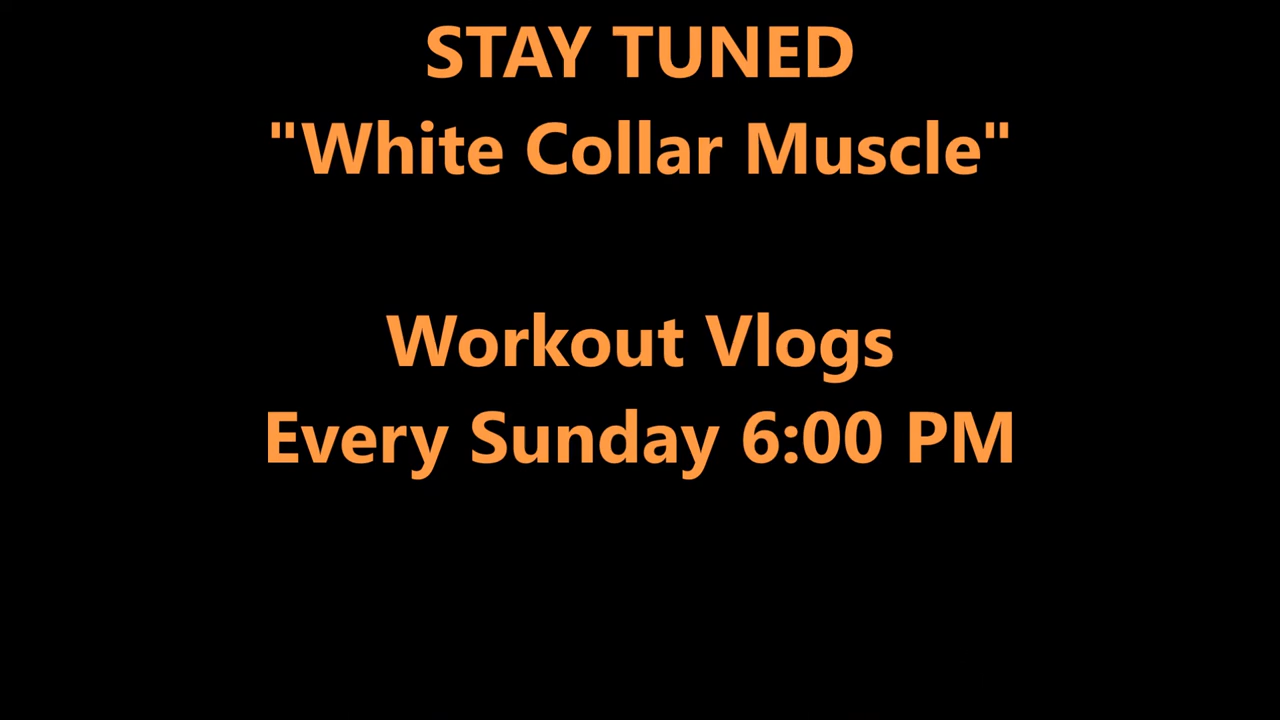 STAY TUNED
"White Collar Muscle"
Workout Vlogs
Every Sunday 6:00 PM